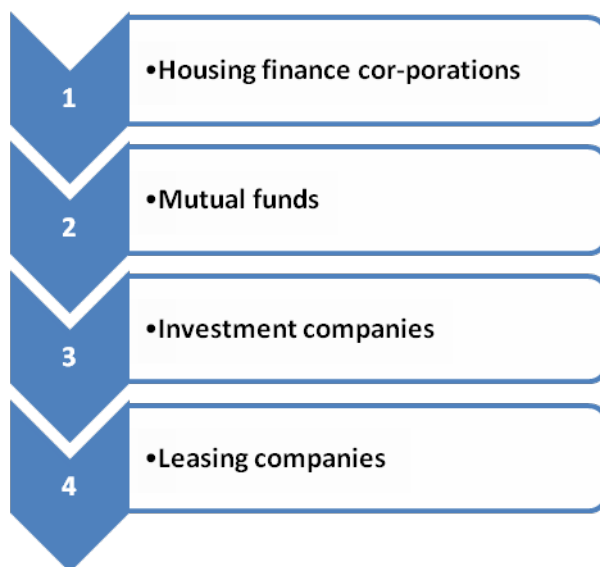 1
•Housing finance cor-porations
2
•Mutual funds
3
•Investment companies
4
•Leasing companies